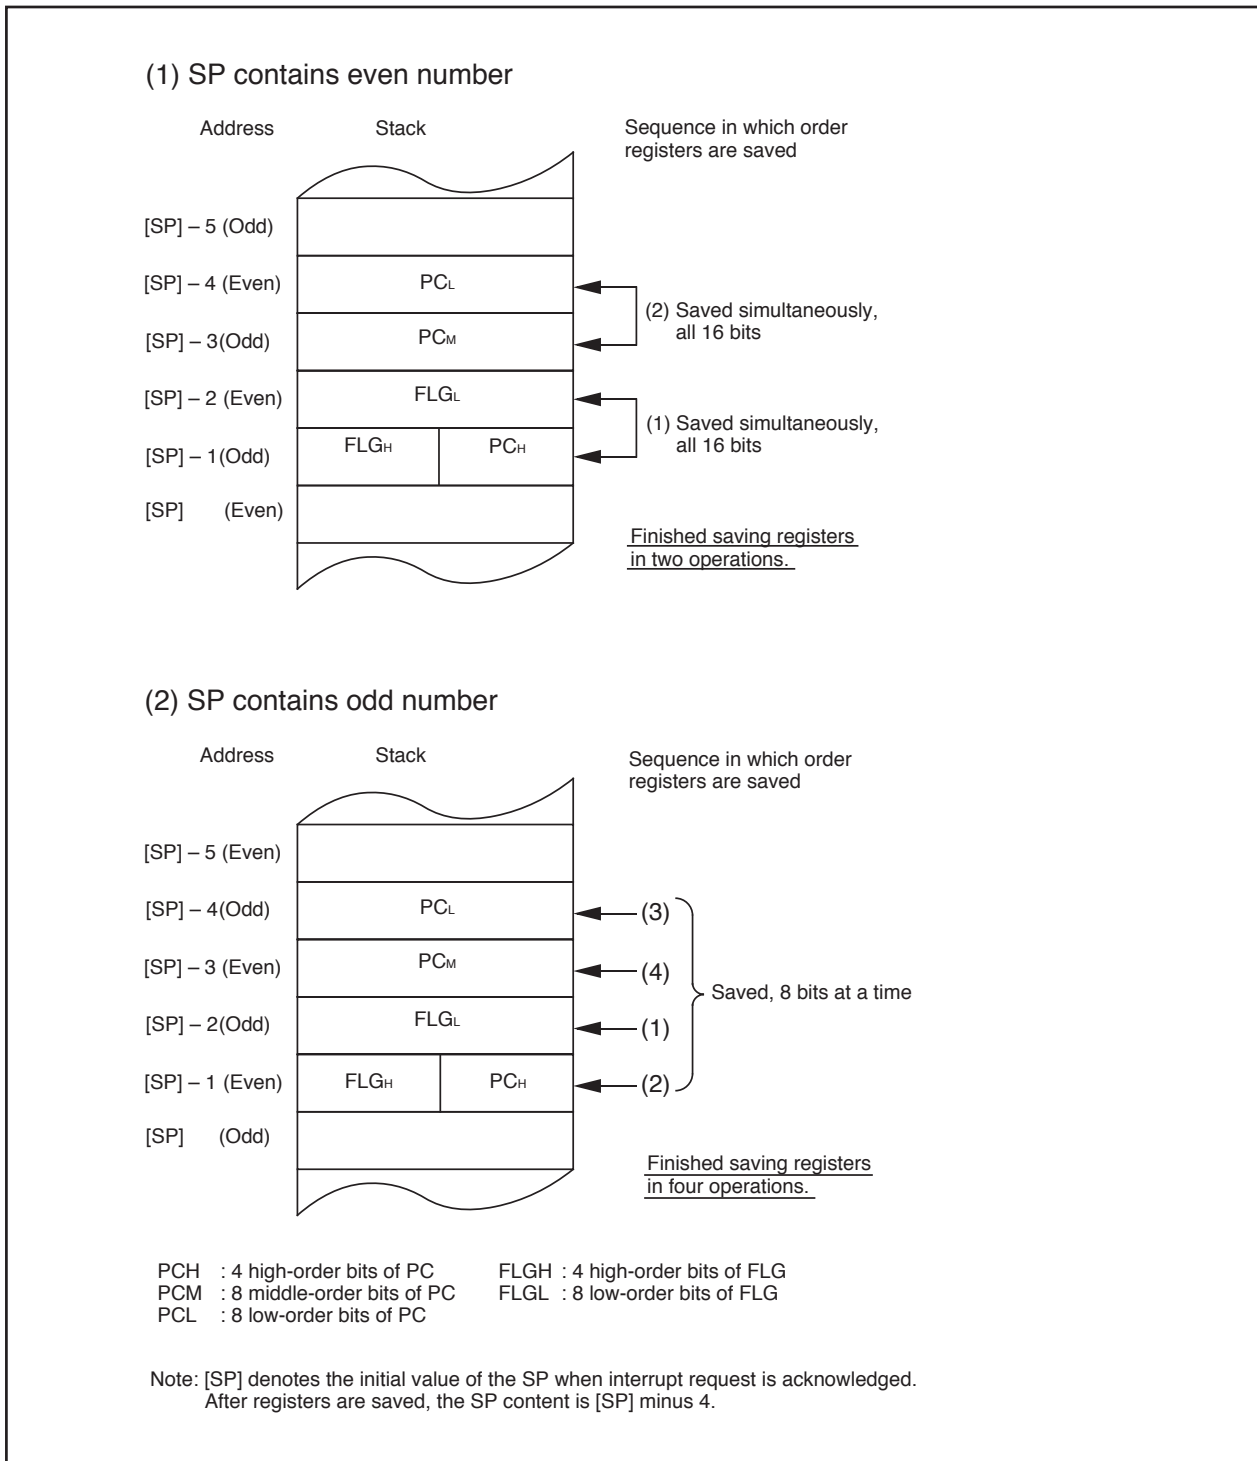 (1) SP contains even number
Address Stack Sequence in which order
registers are saved
[SP] – 5 (Odd)
[SP] – 4 (Even) PCL
(2) Saved simultaneously,
all 16 bits
[SP] – 3(Odd) PCM
[SP] – 2 (Even) FLGL
(1) Saved simultaneously,
all 16 bits
[SP] – 1(Odd) FLGH PCH
[SP] (Even)
Finished saving registers
in two operations.
(2) SP contains odd number
Address Stack Sequence in which order
registers are saved
[SP] – 5 (Even)
[SP] – 4(Odd) PCL (3)
[SP] – 3 (Even) PCM (4)
Saved, 8 bits at a time
[SP] – 2(Odd) FLGL (1)
[SP] – 1 (Even) FLGH PCH (2)
[SP] (Odd)
Finished saving registers
in four operations.
PCH : 4 high-order bits of PC FLGH : 4 high-order bits of FLG
PCM : 8 middle-order bits of PC FLGL : 8 low-order bits of FLG
PCL : 8 low-order bits of PC
Note: [SP] denotes the initial value of the SP when interrupt request is acknowledged.
After registers are saved, the SP content is [SP] minus 4.